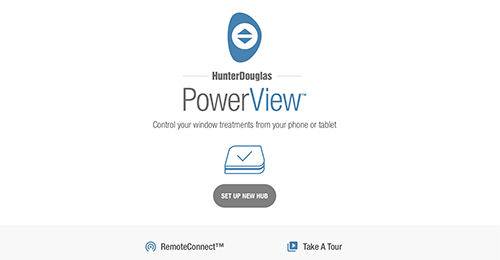 HunterDouglas
PowerView™
Control your window treatments from your phone or tablet
SET UP NEW HUB
RemoteConnect™ Take A Tour